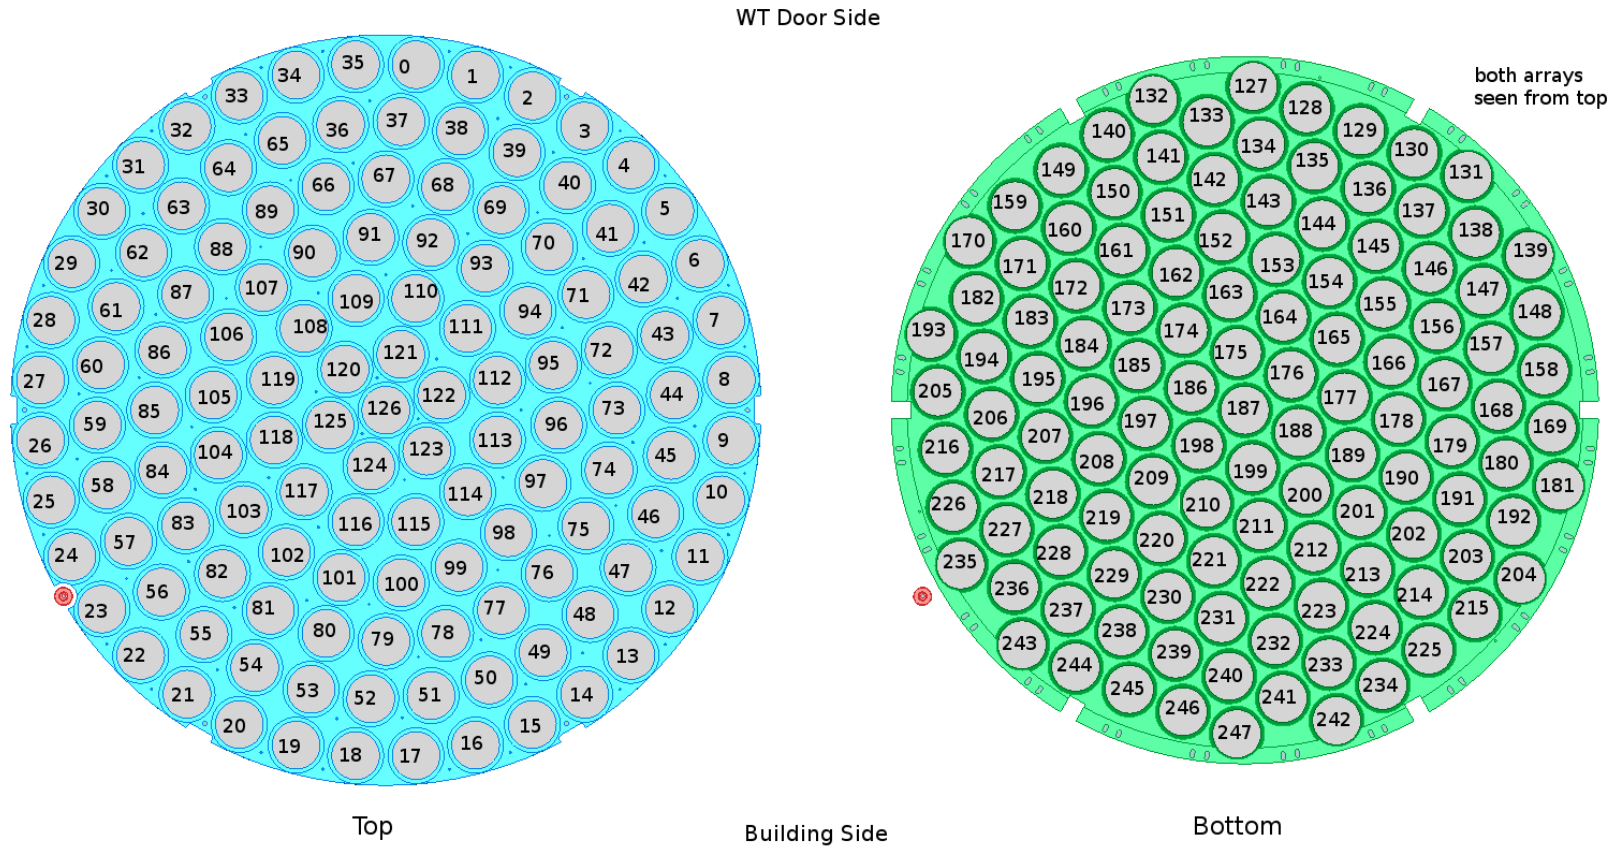 WT Door Side
both arrays
seen from top
35 0
34 1
33 2
32 36 37 38 3
65 39
31 64 66 67 68 40 4
30 63 89 69 41 5
62 88 90 91 92 70
29 93 42 6
28 61 87 107 109 110 94 71 43 7
106 108 111
60 86 121 95 72
27 119 120 112 44 8
59 85 105 126 122 73
26 118 125 113 96 9
104 124 123 45
25 58 84 117 114 97 74 10
83 103 116 115 46
24 57 102 98 75 11
56 82 101 100 99 76 47
23 81 77 48 12
22 55 80 79 78 49 13
21 54 53 52 51 50 14
20 15
19 18 17 16
127
132 128
140 133 129
149 141 134 135 130
159 150 142 136 131
170 160 151 143 144 137 138
171 161 152 145 139
182 172 162 153 154 146 147
193 183 173 163 164 155 156 148
194 184 174 175 165 166 157 158
205 195 185 186 176 177 167 168
206 196 197 187 188 178 179 169
216 207 208 198 199 189 190 180 181
226 217 218 209 210 200 201 191 192
227 219 220 211 212 202 203
235 228 229 221 222 213 214 204
236 237 230 231 223 224 215
243 238 239 232 233 225
244 245 240 241 234
246 247 242
Top
Building Side
Bottom